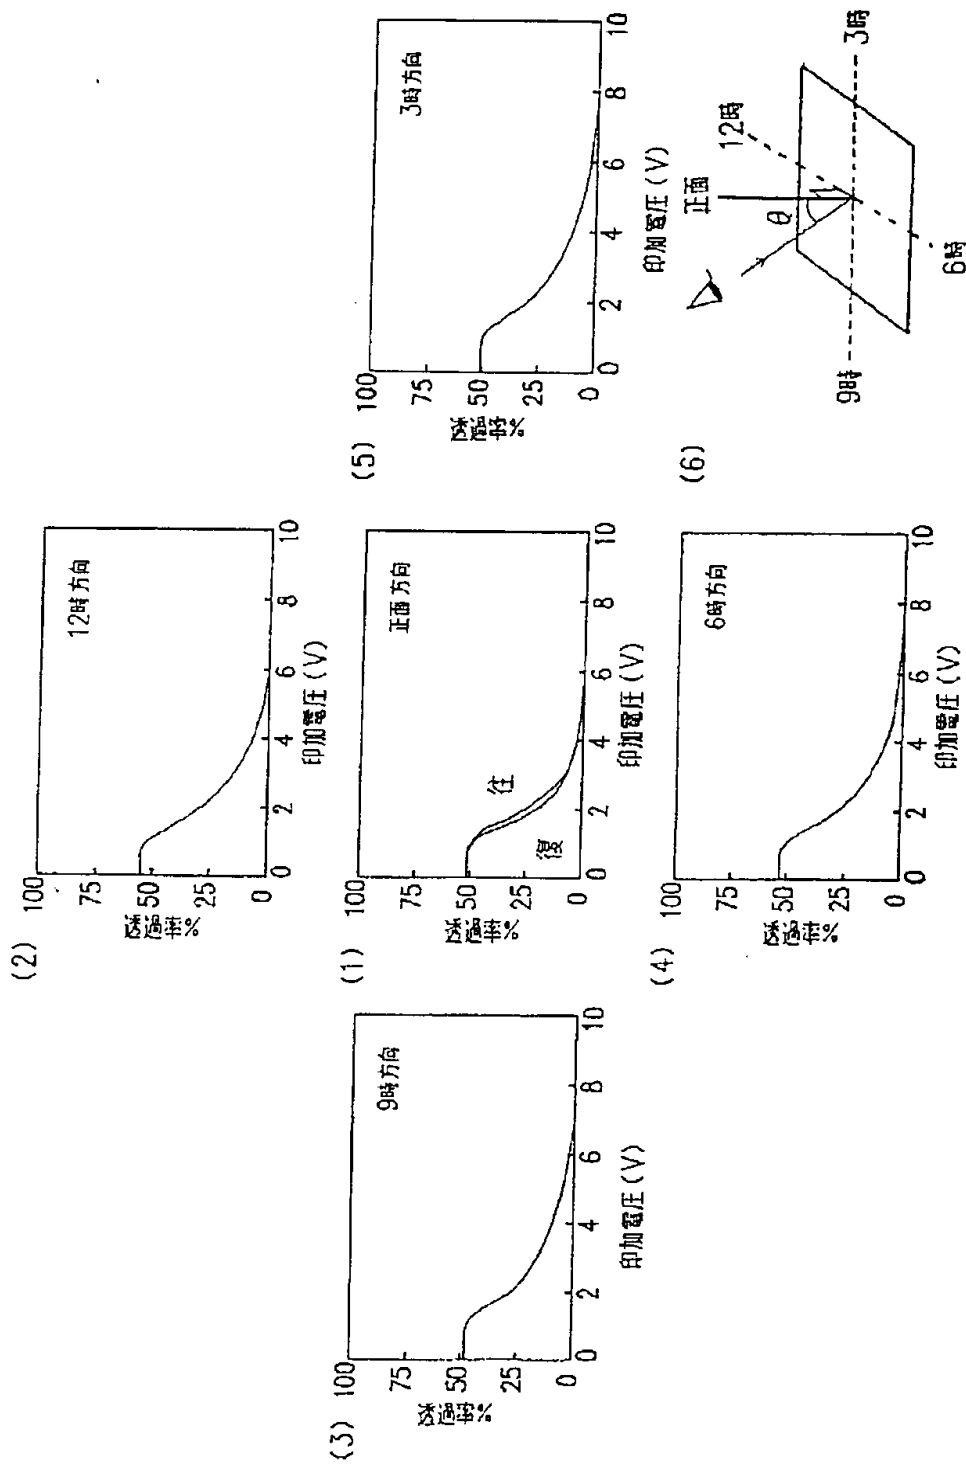 (2)
12時方向
100
75
50
25
0
透過率%
0 2 4 6 8 10
印加電圧(V)
(3)
9時方向
100
75
50
25
0
透過率%
0 2 4 6 8 10
印加電圧(V)
(1)
正面方向
往
復
100
75
50
25
0
透過率%
0 2 4 6 8 10
印加電圧(V)
(5)
3時方向
100
75
50
25
0
透過率%
0 2 4 6 8 10
印加電圧(V)
(4)
6時方向
100
75
50
25
0
透過率%
0 2 4 6 8 10
印加電圧(V)
(6)
正面
12時
θ
9時
3時
6時